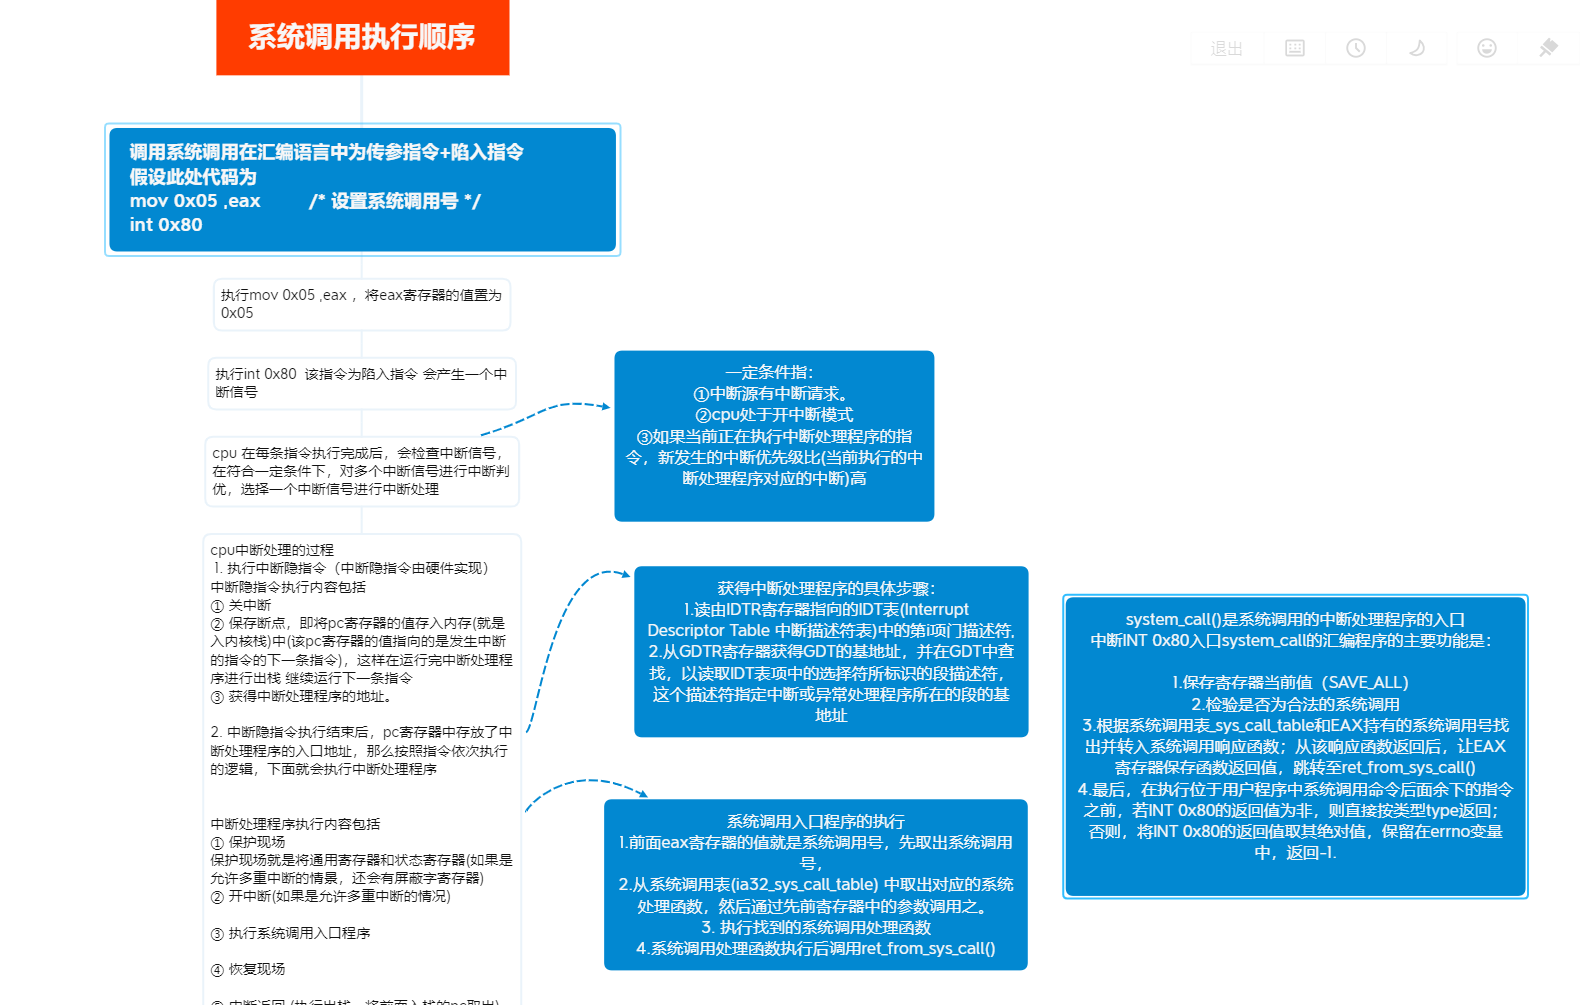 系统调用执行顺序
退出
调用系统调用在汇编语言中为传参指令+陷入指令
假设此处代码为
mov 0x05 ,eax /* 设置系统调用号 */
int 0x80
执行mov 0x05 ,eax ，将eax寄存器的值置为
0x05
执行int 0x80 该指令为陷入指令 会产生一个中
断信号
cpu 在每条指令执行完成后，会检查中断信号，
在符合一定条件下，对多个中断信号进行中断判
优，选择一个中断信号进行中断处理
一定条件指：
①中断源有中断请求。
②cpu处于开中断模式
③如果当前正在执行中断处理程序的指
令，新发生的中断优先级比(当前执行的中
断处理程序对应的中断)高
cpu中断处理的过程
1. 执行中断隐指令（中断隐指令由硬件实现）
中断隐指令执行内容包括
① 关中断
② 保存断点，即将pc寄存器的值存入内存(就是
入内核栈)中(该pc寄存器的值指向的是发生中断
的指令的下一条指令)，这样在运行完中断处理程
序进行出栈 继续运行下一条指令
③ 获得中断处理程序的地址。
2. 中断隐指令执行结束后，pc寄存器中存放了中
断处理程序的入口地址，那么按照指令依次执行
的逻辑，下面就会执行中断处理程序
中断处理程序执行内容包括
① 保护现场
保护现场就是将通用寄存器和状态寄存器(如果是
允许多重中断的情景，还会有屏蔽字寄存器)
② 开中断(如果是允许多重中断的情况)
③ 执行系统调用入口程序
④ 恢复现场
⑤ 中断返回 (执行出栈，将前面入栈的pc取出)
获得中断处理程序的具体步骤：
1.读由IDTR寄存器指向的IDT表(Interrupt
Descriptor Table 中断描述符表)中的第i项门描述符,
2.从GDTR寄存器获得GDT的基地址，并在GDT中查
找，以读取IDT表项中的选择符所标识的段描述符，
这个描述符指定中断或异常处理程序所在的段的基
地址
系统调用入口程序的执行
1.前面eax寄存器的值就是系统调用号，先取出系统调用
号，
2.从系统调用表(ia32_sys_call_table) 中取出对应的系统
处理函数，然后通过先前寄存器中的参数调用之。
3. 执行找到的系统调用处理函数
4.系统调用处理函数执行后调用ret_from_sys_call()
system_call()是系统调用的中断处理程序的入口
中断INT 0x80入口system_call的汇编程序的主要功能是：
1.保存寄存器当前值（SAVE_ALL）
2.检验是否为合法的系统调用
3.根据系统调用表_sys_call_table和EAX持有的系统调用号找
出并转入系统调用响应函数；从该响应函数返回后，让EAX
寄存器保存函数返回值，跳转至ret_from_sys_call()
4.最后，在执行位于用户程序中系统调用命令后面余下的指令
之前，若INT 0x80的返回值为非，则直接按类型type返回；
否则，将INT 0x80的返回值取其绝对值，保留在errno变量
中，返回-1.